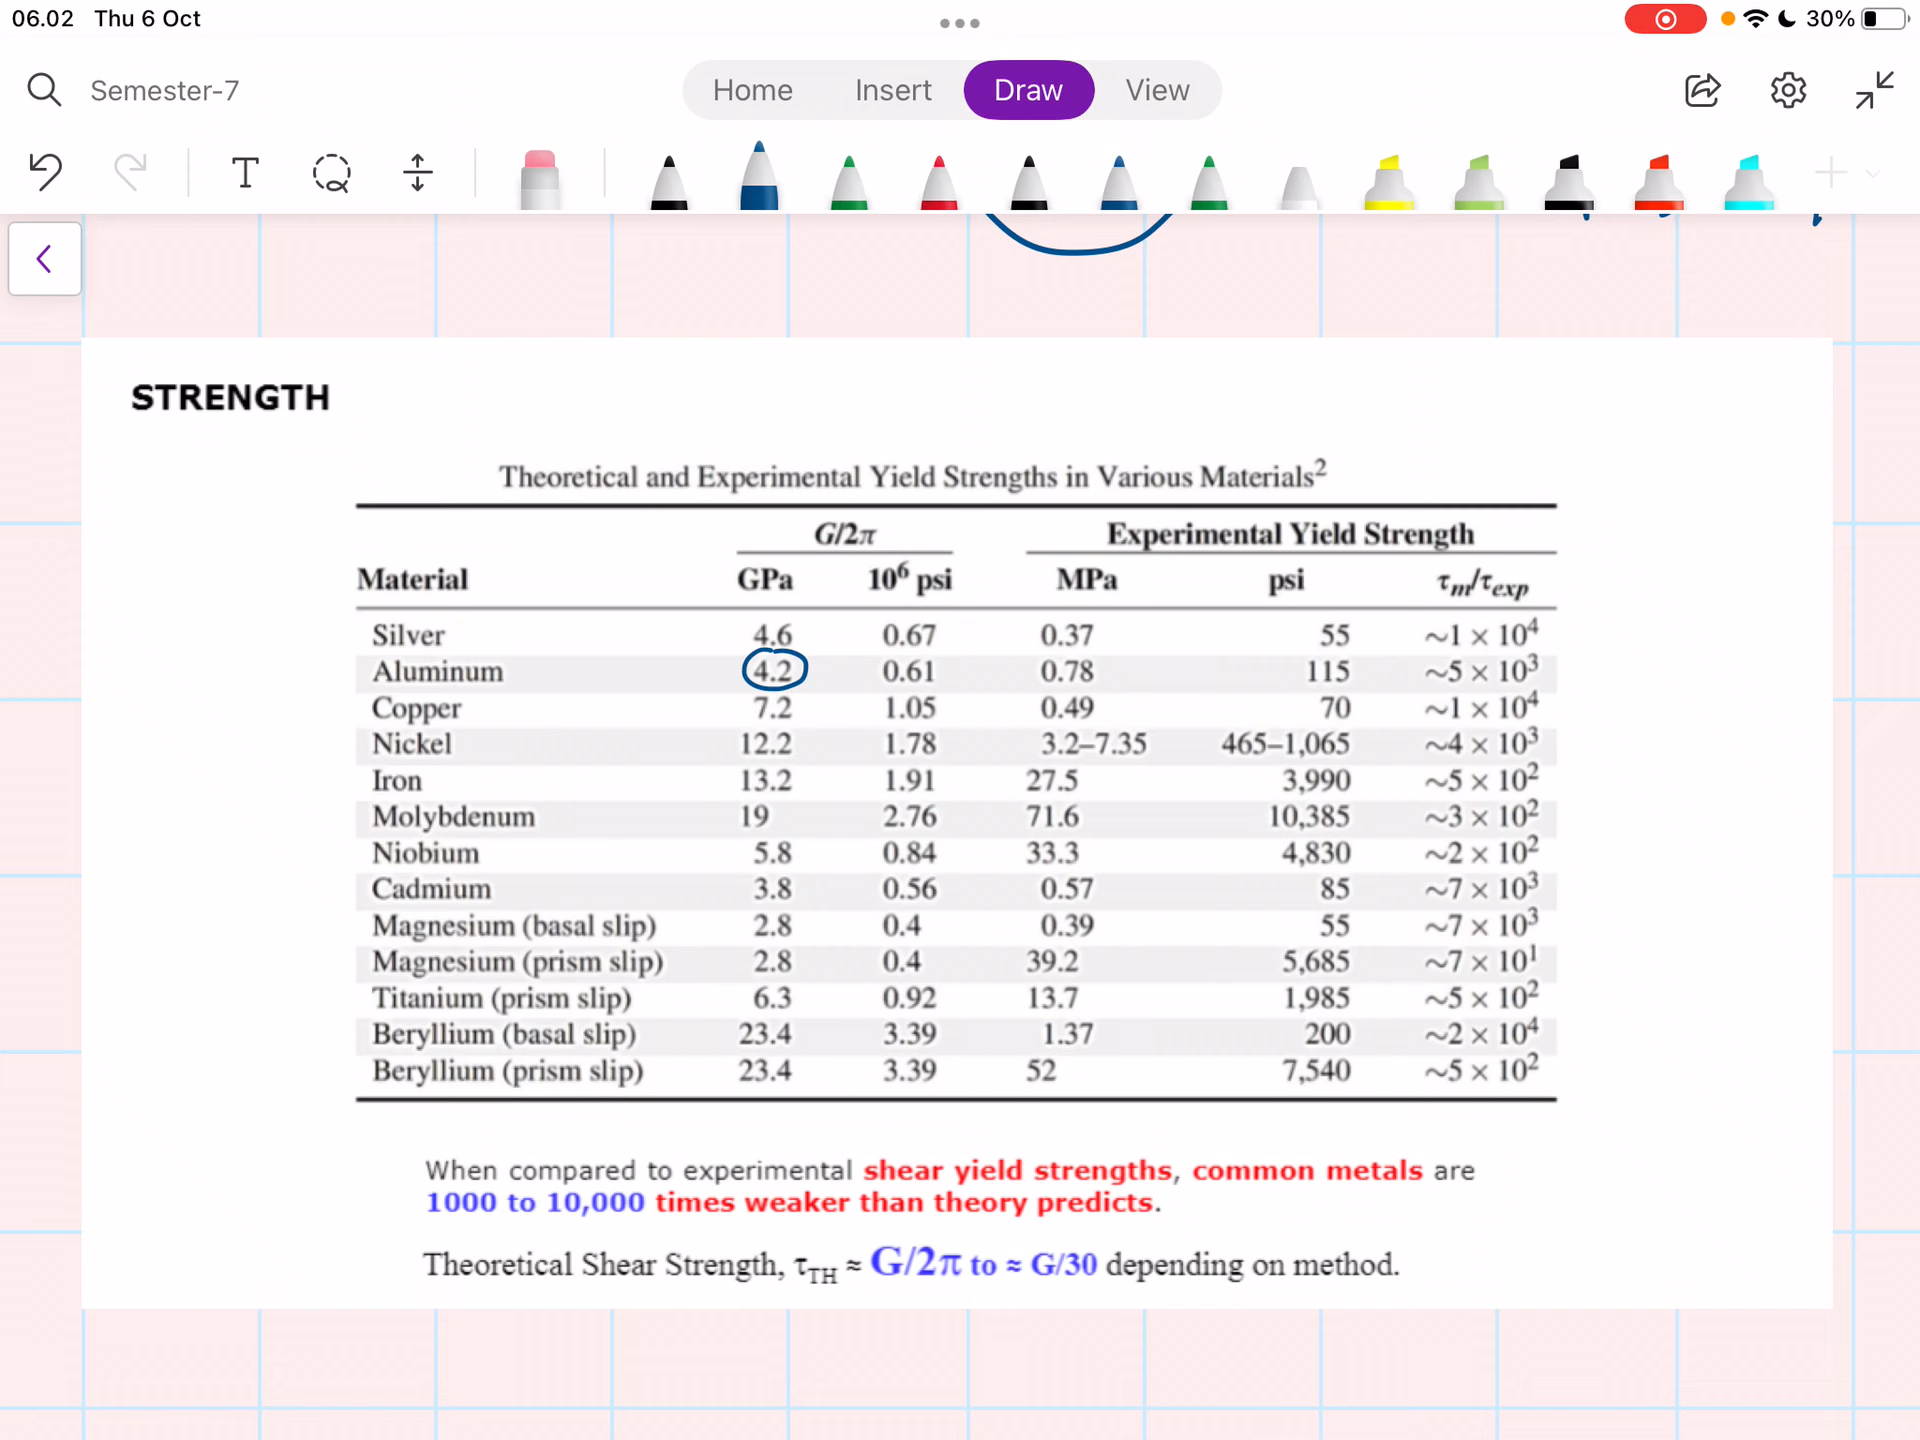 06.02 Thu 6 Oct
30%
Semester-7
Home Insert Draw View
T
STRENGTH
Theoretical and Experimental Yield Strengths in Various Materials²
G/2π Experimental Yield Strength
Material GPa 10⁶ psi MPa psi τm/τexp
Silver 4.6 0.67 0.37 55 ~1 × 10⁴
Aluminum 4.2 0.61 0.78 115 ~5 × 10³
Copper 7.2 1.05 0.49 70 ~1 × 10⁴
Nickel 12.2 1.78 3.2–7.35 465–1,065 ~4 × 10³
Iron 13.2 1.91 27.5 3,990 ~5 × 10²
Molybdenum 19 2.76 71.6 10,385 ~3 × 10²
Niobium 5.8 0.84 33.3 4,830 ~2 × 10²
Cadmium 3.8 0.56 0.57 85 ~7 × 10³
Magnesium (basal slip) 2.8 0.4 0.39 55 ~7 × 10³
Magnesium (prism slip) 2.8 0.4 39.2 5,685 ~7 × 10¹
Titanium (prism slip) 6.3 0.92 13.7 1,985 ~5 × 10²
Beryllium (basal slip) 23.4 3.39 1.37 200 ~2 × 10⁴
Beryllium (prism slip) 23.4 3.39 52 7,540 ~5 × 10²
When compared to experimental shear yield strengths, common metals are
1000 to 10,000 times weaker than theory predicts.
Theoretical Shear Strength, τTH ≈ G/2π to ≈ G/30 depending on method.